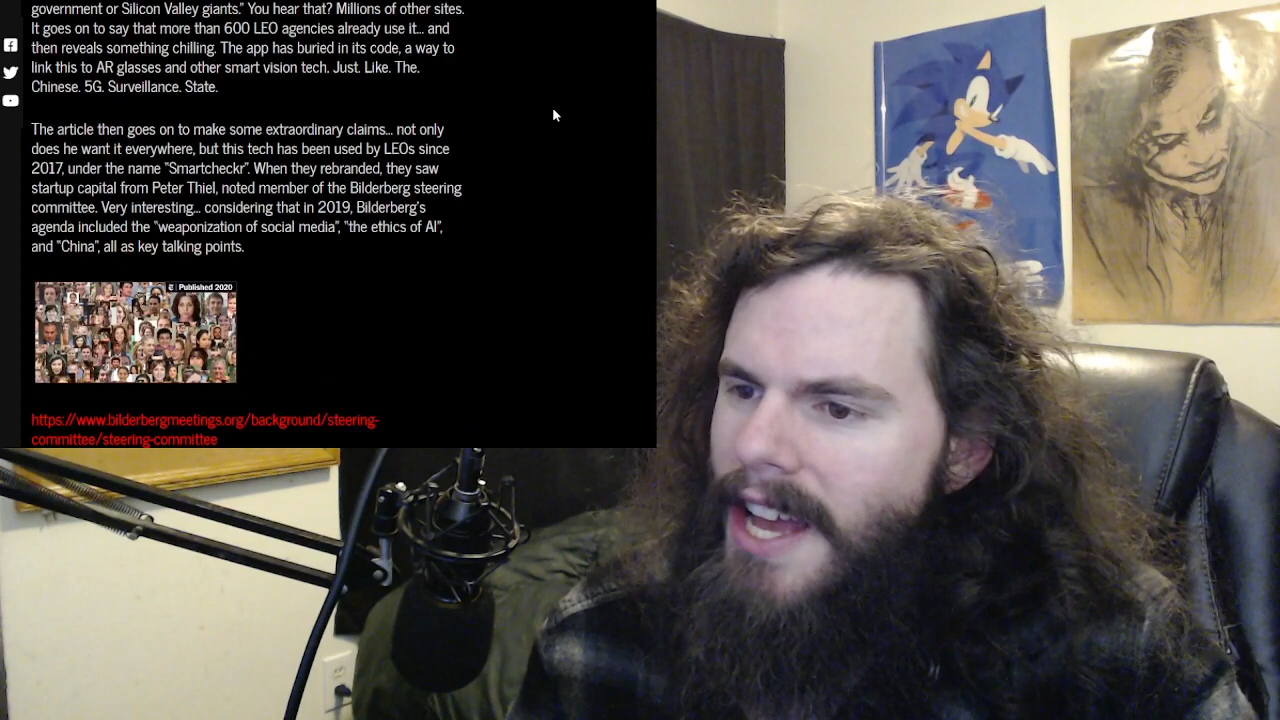 government or Silicon Valley giants.” You hear that? Millions of other sites.
It goes on to say that more than 600 LEO agencies already use it... and
then reveals something chilling. The app has buried in its code, a way to
link this to AR glasses and other smart vision tech. Just. Like. The.
Chinese. 5G. Surveillance. State.
The article then goes on to make some extraordinary claims... not only
does he want it everywhere, but this tech has been used by LEOs since
2017, under the name “Smartcheckr”. When they rebranded, they saw
startup capital from Peter Thiel, noted member of the Bilderberg steering
committee. Very interesting... considering that in 2019, Bilderberg’s
agenda included the “weaponization of social media”, “the ethics of AI”,
and “China”, all as key talking points.
Published 2020
https://www.bilderbergmeetings.org/background/steering-
committee/steering-committee